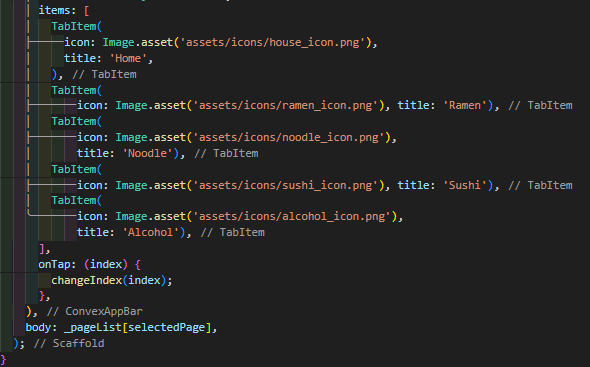 items: [
TabItem(
icon: Image.asset('assets/icons/house_icon.png'),
title: 'Home',
), // TabItem
TabItem(
icon: Image.asset('assets/icons/ramen_icon.png'), title: 'Ramen'), // TabItem
TabItem(
icon: Image.asset('assets/icons/noodle_icon.png'),
title: 'Noodle'), // TabItem
TabItem(
icon: Image.asset('assets/icons/sushi_icon.png'), title: 'Sushi'), // TabItem
TabItem(
icon: Image.asset('assets/icons/alcohol_icon.png'),
title: 'Alcohol'), // TabItem
],
onTap: (index) {
changeIndex(index);
},
), // ConvexAppBar
body: _pageList[selectedPage],
); // Scaffold
}